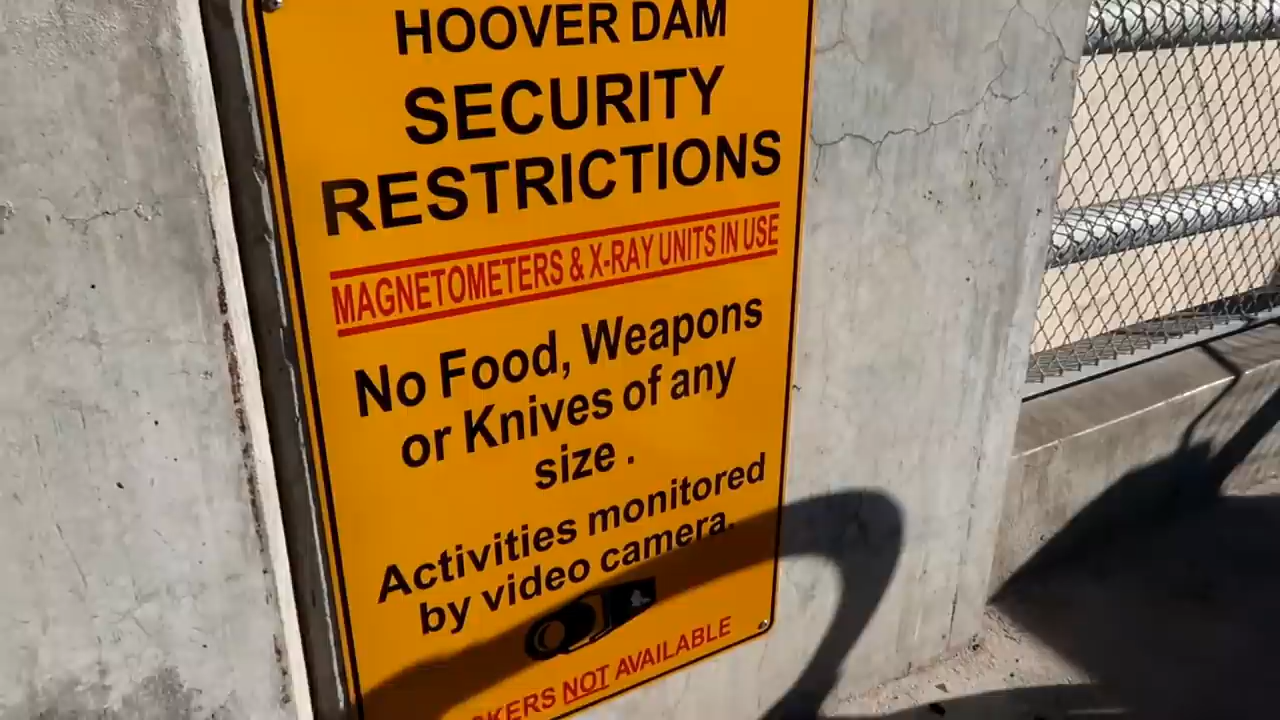 HOOVER DAM
SECURITY
RESTRICTIONS
MAGNETOMETERS & X-RAY UNITS IN USE
No Food, Weapons
or Knives of any
size .
Activities monitored
by video camera.
NOT AVAILABLE